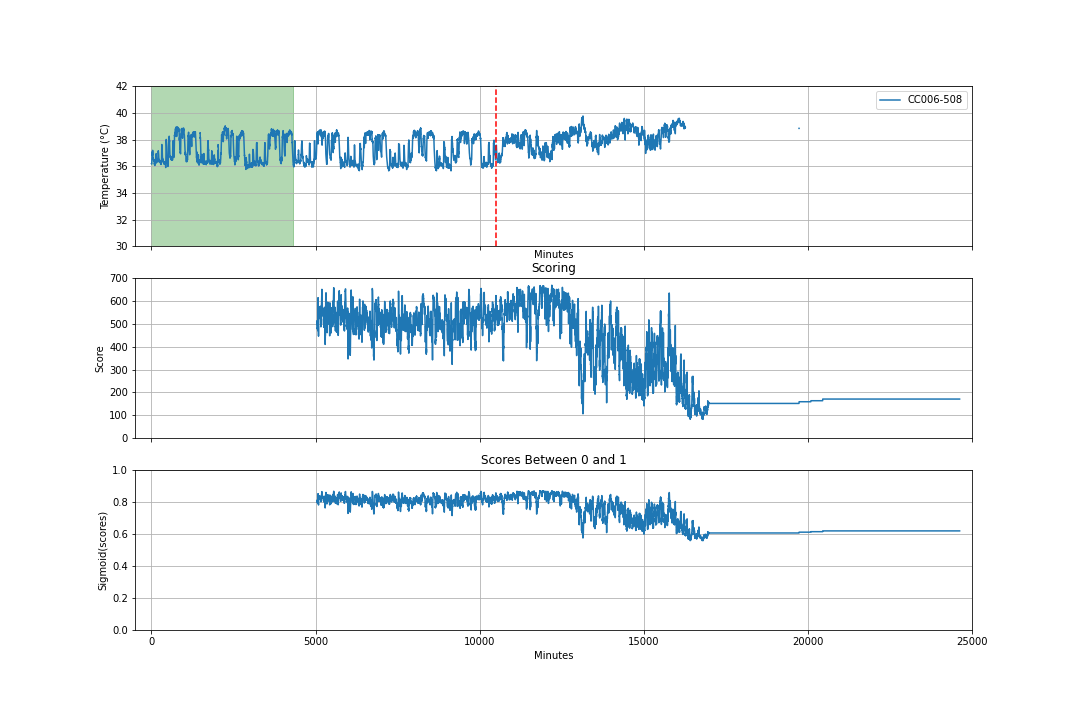 42
40
38
36
34
32
30
Temperature (°C)
CC006-508
Minutes
Scoring
700
600
500
400
300
200
100
0
Score
Scores Between 0 and 1
1.0
0.8
0.6
0.4
0.2
0.0
Sigmoid(scores)
0 5000 10000 15000 20000 25000
Minutes